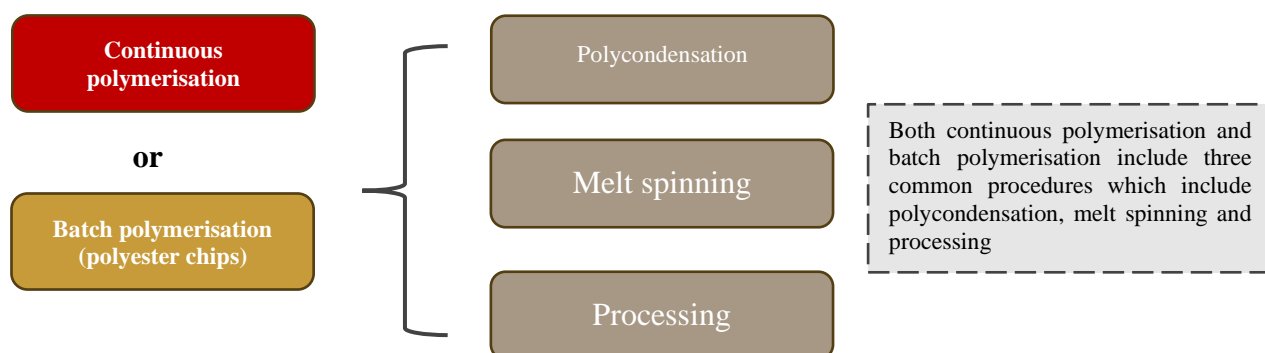 Continuous
polymerisation
or
Batch polymerisation
(polyester chips)
Polycondensation
Melt spinning
Processing
Both continuous polymerisation and
batch polymerisation include three
common procedures which include
polycondensation, melt spinning and
processing